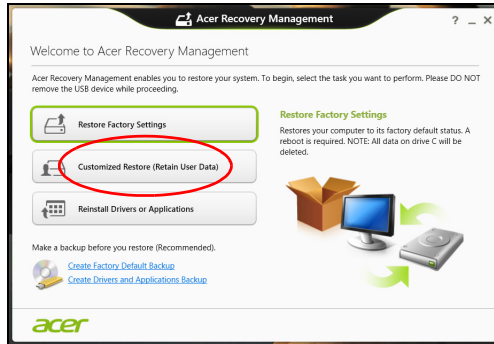 Acer Recovery Management
? _ X
Welcome to Acer Recovery Management
Acer Recovery Management enables you to restore your system. To begin, select the task you want to perform. Please DO NOT
remove the USB device while proceeding.
Restore Factory Settings
Customized Restore (Retain User Data)
Reinstall Drivers or Applications
Restore Factory Settings
Restores your computer to its factory default status. A
reboot is required. NOTE: All data on drive C will be
deleted.
Make a backup before you restore (Recommended).
Create Factory Default Backup
Create Drivers and Applications Backup
acer